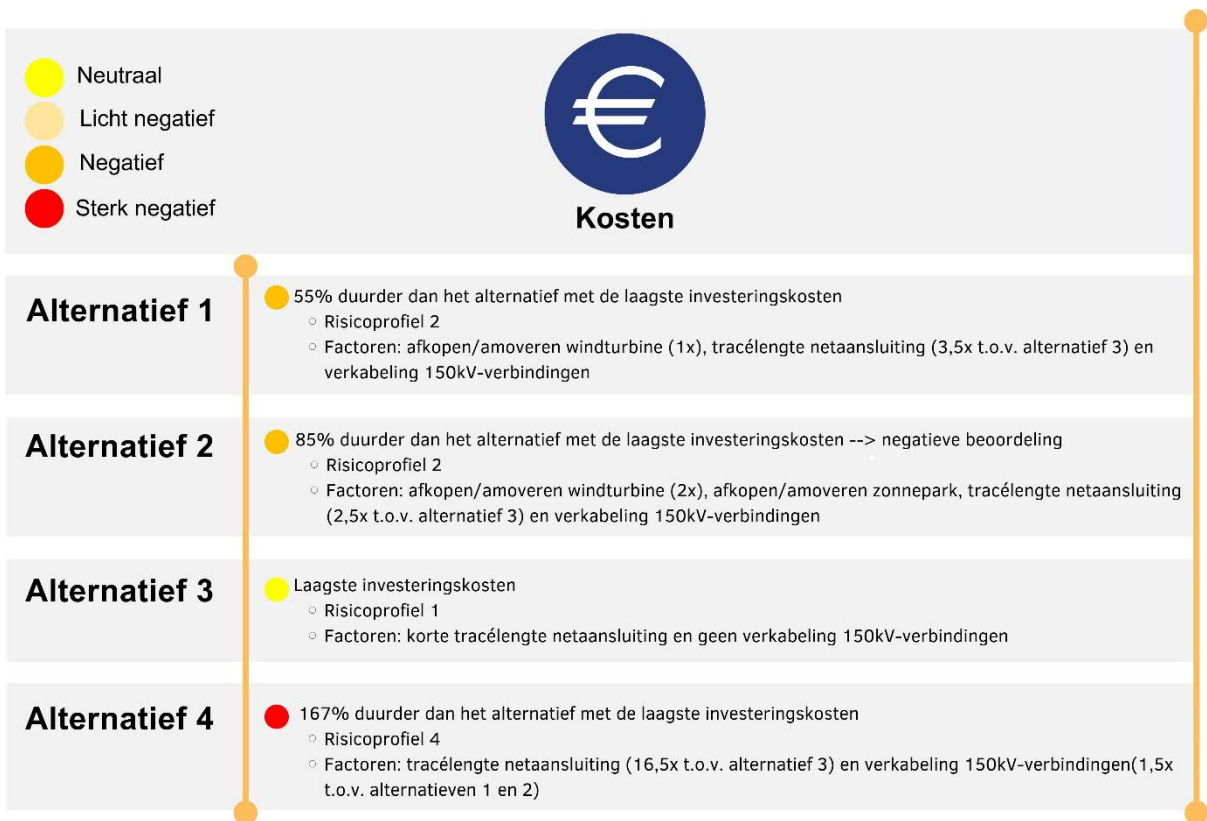 Neutraal
Licht negatief
Negatief
Sterk negatief
€
Kosten
Alternatief 1
55% duurder dan het alternatief met de laagste investeringskosten
○ Risicoprofiel 2
○ Factoren: afkopen/amoveren windturbine (1x), tracélengte netaansluiting (3,5x t.o.v. alternatief 3) en
verkabeling 150kV-verbindingen
Alternatief 2
85% duurder dan het alternatief met de laagste investeringskosten --> negatieve beoordeling
○ Risicoprofiel 2
○ Factoren: afkopen/amoveren windturbine (2x), afkopen/amoveren zonnepark, tracélengte netaansluiting
(2,5x t.o.v. alternatief 3) en verkabeling 150kV-verbindingen
Alternatief 3
Laagste investeringskosten
○ Risicoprofiel 1
○ Factoren: korte tracélengte netaansluiting en geen verkabeling 150kV-verbindingen
Alternatief 4
167% duurder dan het alternatief met de laagste investeringskosten
○ Risicoprofiel 4
○ Factoren: tracélengte netaansluiting (16,5x t.o.v. alternatief 3) en verkabeling 150kV-verbindingen(1,5x
t.o.v. alternatieven 1 en 2)